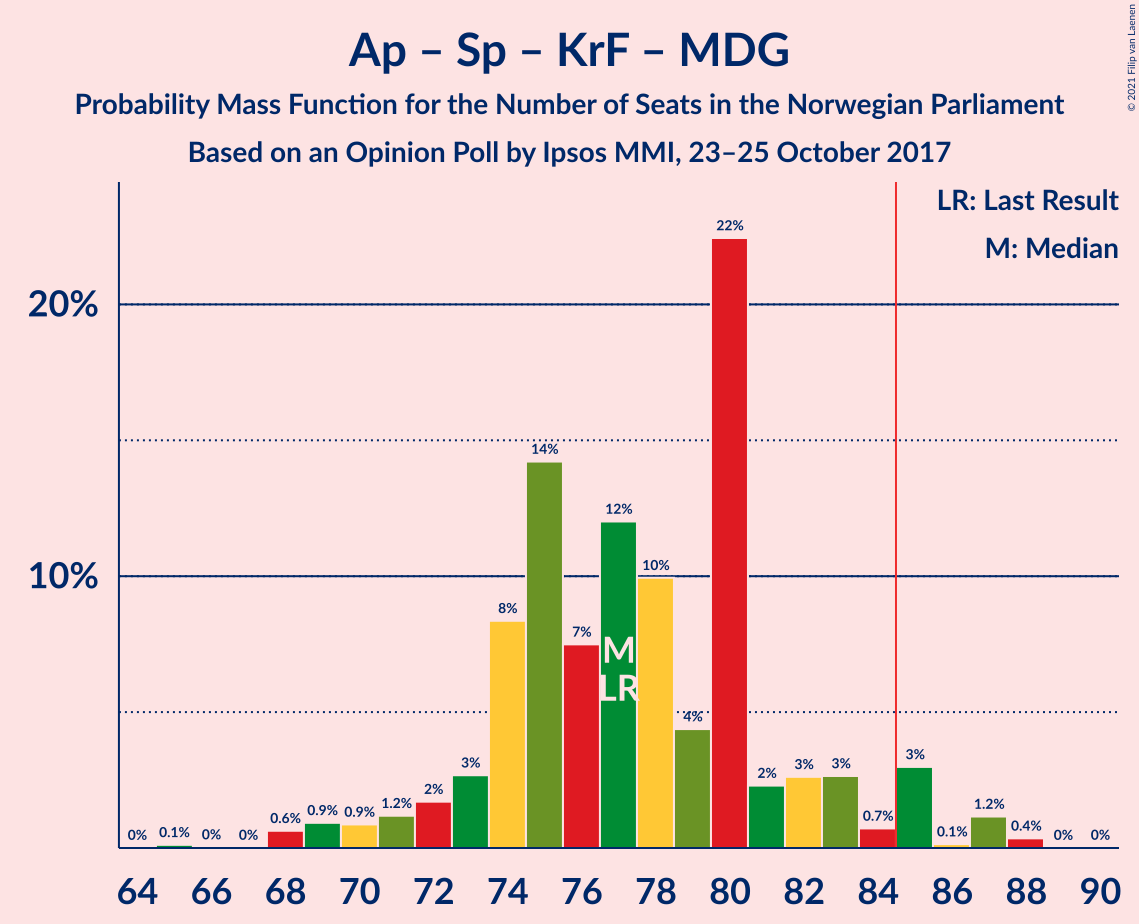 Ap – Sp – KrF – MDG
Probability Mass Function for the Number of Seats in the Norwegian Parliament
Based on an Opinion Poll by Ipsos MMI, 23–25 October 2017
© 2021 Filip van Laenen
LR: Last Result
M: Median
20%
10%
0% 0.1% 0% 0% 0.6% 0.9% 0.9% 1.2% 2% 3% 8% 14% 7% 12% 10% 4% 22% 2% 3% 3% 0.7% 3% 0.1% 1.2% 0.4% 0% 0%
M
LR
64 66 68 70 72 74 76 78 80 82 84 86 88 90